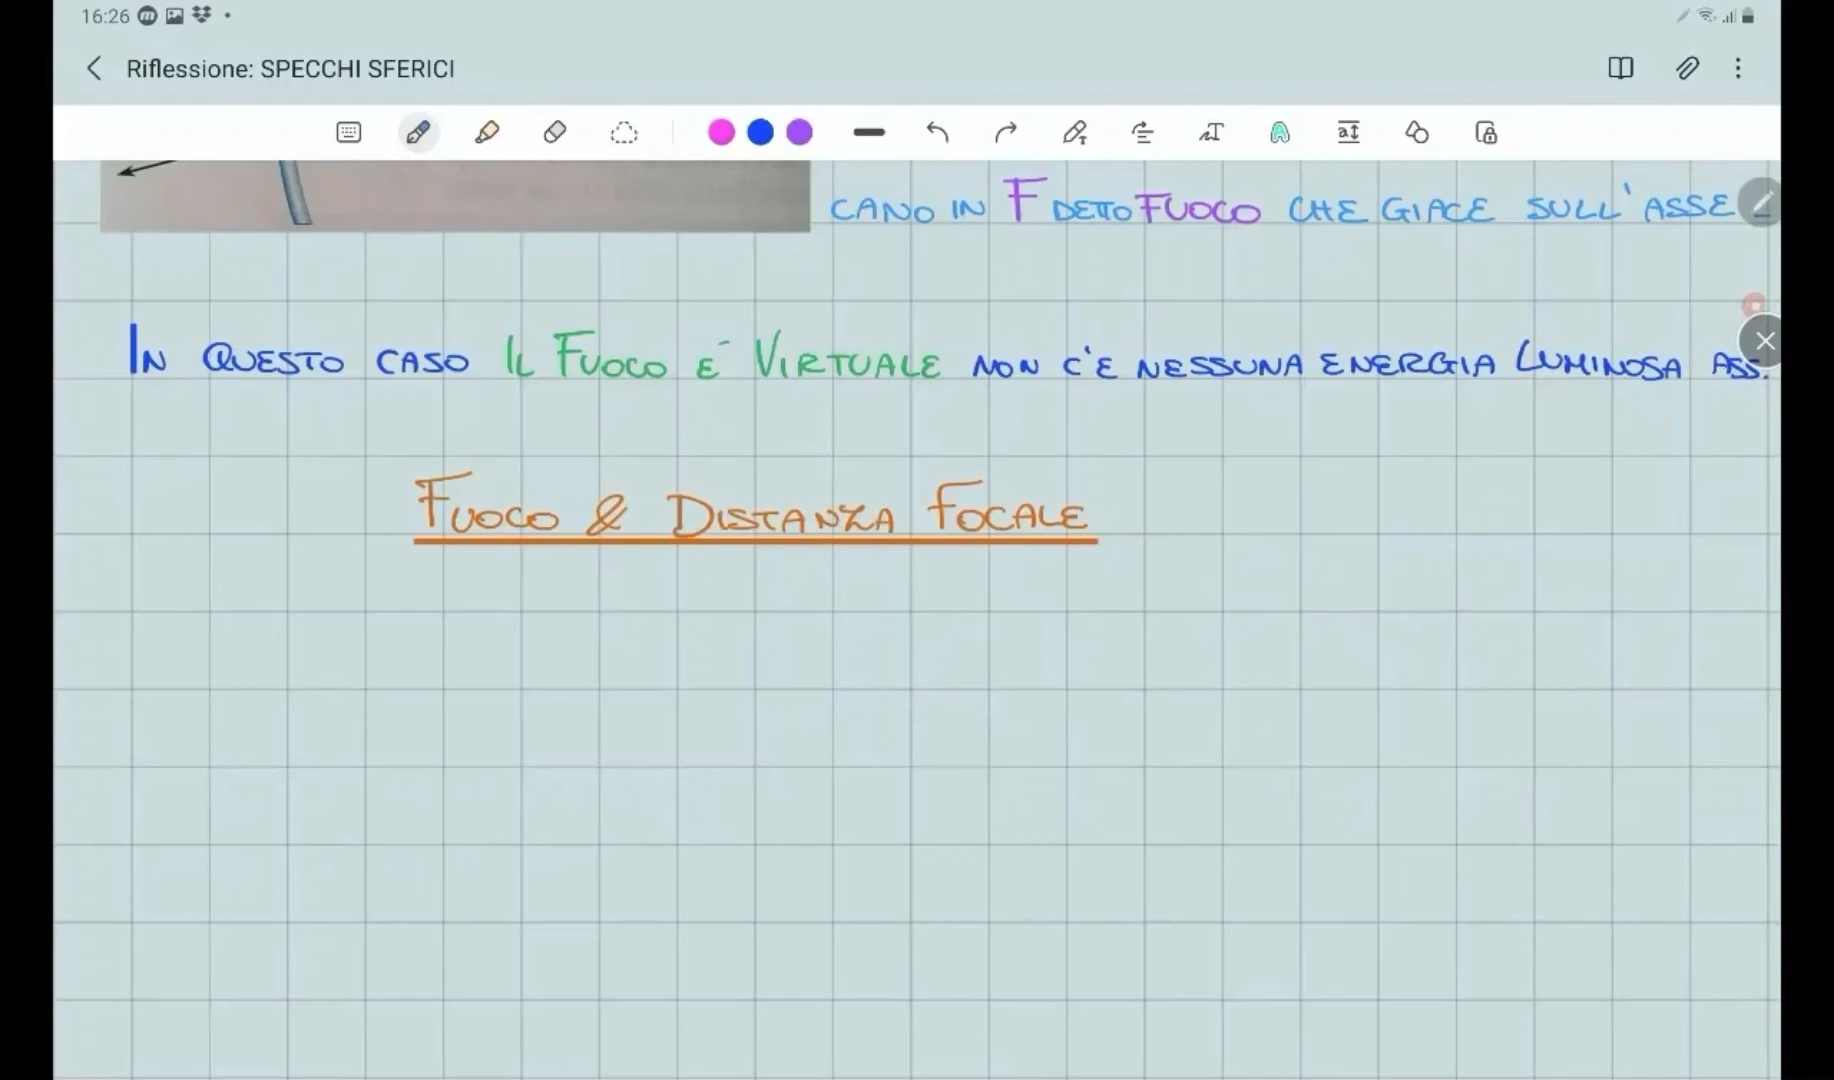 16:26
Riflessione: SPECCHI SFERICI
CANO IN F DETTO FUOCO CHE GIACE SULL'ASSE
IN QUESTO CASO IL FUOCO E' VIRTUALE NON C'E NESSUNA ENERGIA LUMINOSA ASS.
FUOCO & DISTANZA FOCALE